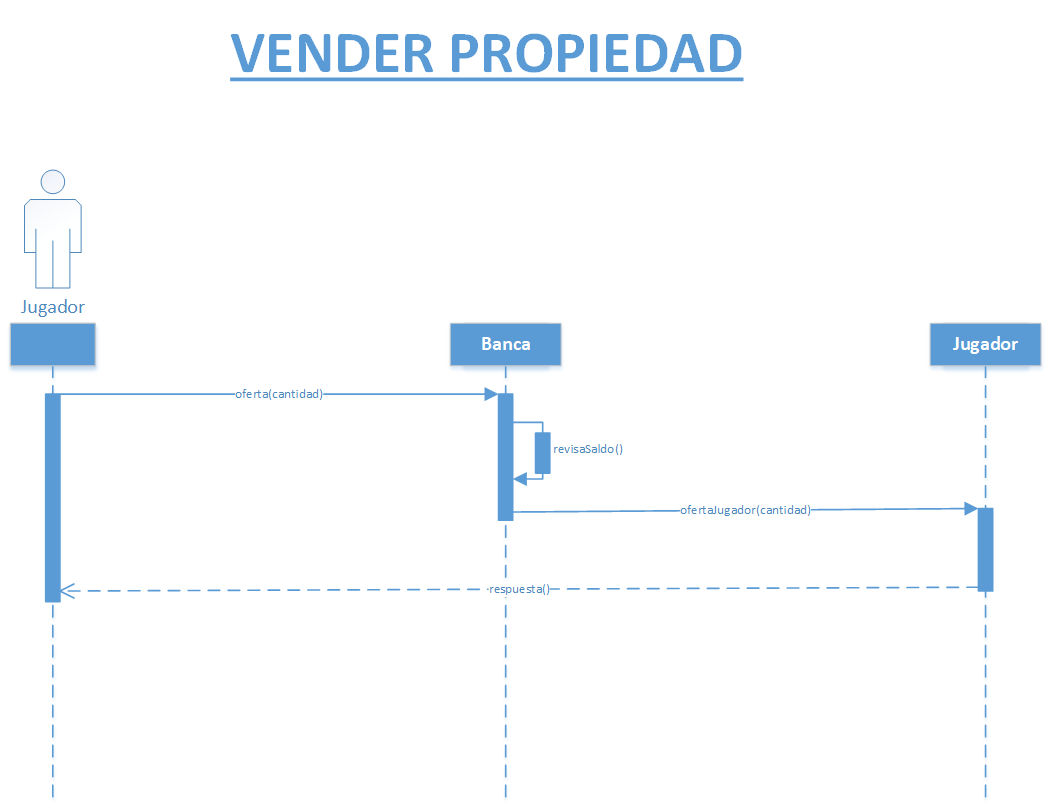 VENDER PROPIEDAD
Jugador
Banca
Jugador
oferta(cantidad)
revisaSaldo()
ofertaJugador(cantidad)
respuesta()